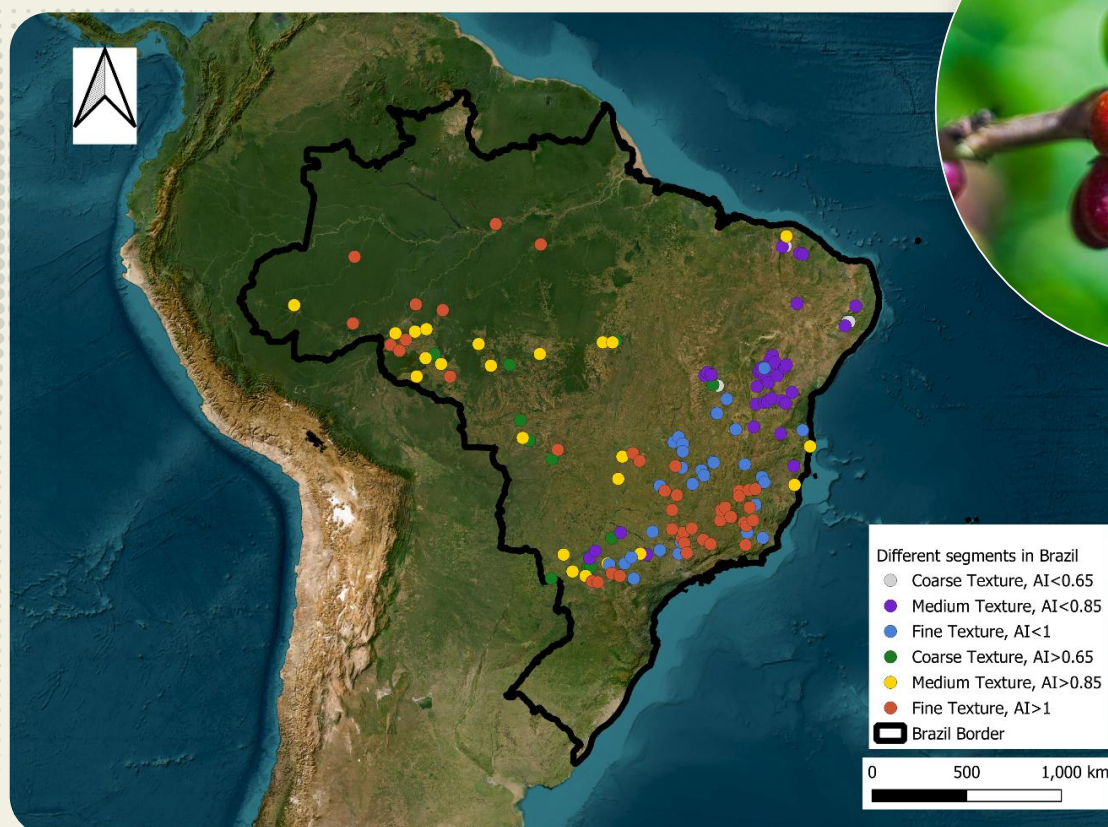 Different segments in Brazil
Coarse Texture, AI<0.65
Medium Texture, AI<0.85
Fine Texture, AI<1
Coarse Texture, AI>0.65
Medium Texture, AI>0.85
Fine Texture, AI>1
Brazil Border
0 500 1,000 km